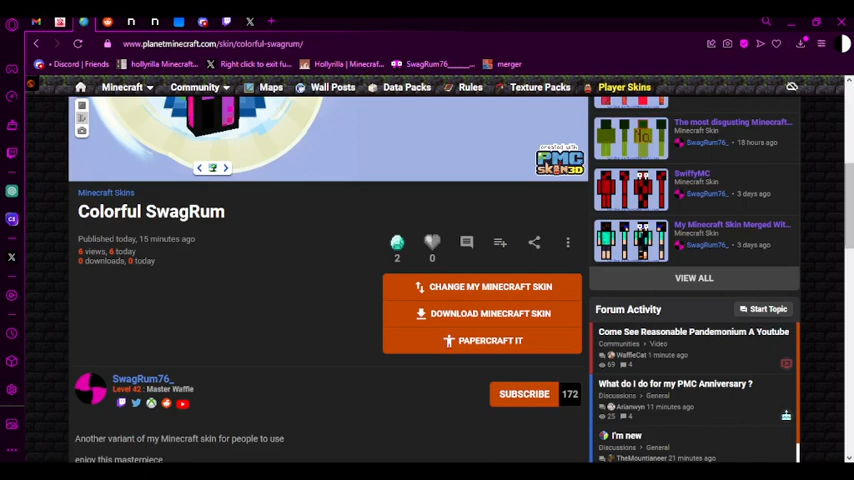 www.planetminecraft.com/skin/colorful-swagrum/
Discord | Friends
hollyrilla Minecraft...
Right click to exit fu...
Hollyrilla | Minecraf...
SwagRum76______...
merger
Minecraft
Community
Maps
Wall Posts
Data Packs
Rules
Texture Packs
Player Skins
created with
PMC
SKIN3D
Minecraft Skins
Colorful SwagRum
Published today, 15 minutes ago
6 views, 6 today
0 downloads, 0 today
2
0
CHANGE MY MINECRAFT SKIN
DOWNLOAD MINECRAFT SKIN
PAPERCRAFT IT
SwagRum76_
Level 42 : Master Waffle
SUBSCRIBE 172
Another variant of my Minecraft skin for people to use
enjoy this masterpiece
The most disgusting Minecraft...
Minecraft Skin
SwagRum76_ • 18 hours ago
SwiffyMC
Minecraft Skin
SwagRum76_ • 3 days ago
My Minecraft Skin Merged Wit...
Minecraft Skin
SwagRum76_ • 3 days ago
VIEW ALL
Forum Activity
Start Topic
Come See Reasonable Pandemonium A Youtube
Communities › Video
WaffleCat 1 minute ago
69 4
What do I do for my PMC Anniversary ?
Discussions › General
Arianwyn 11 minutes ago
25 4
I'm new
Discussions › General
TheMountianeer 21 minutes ago